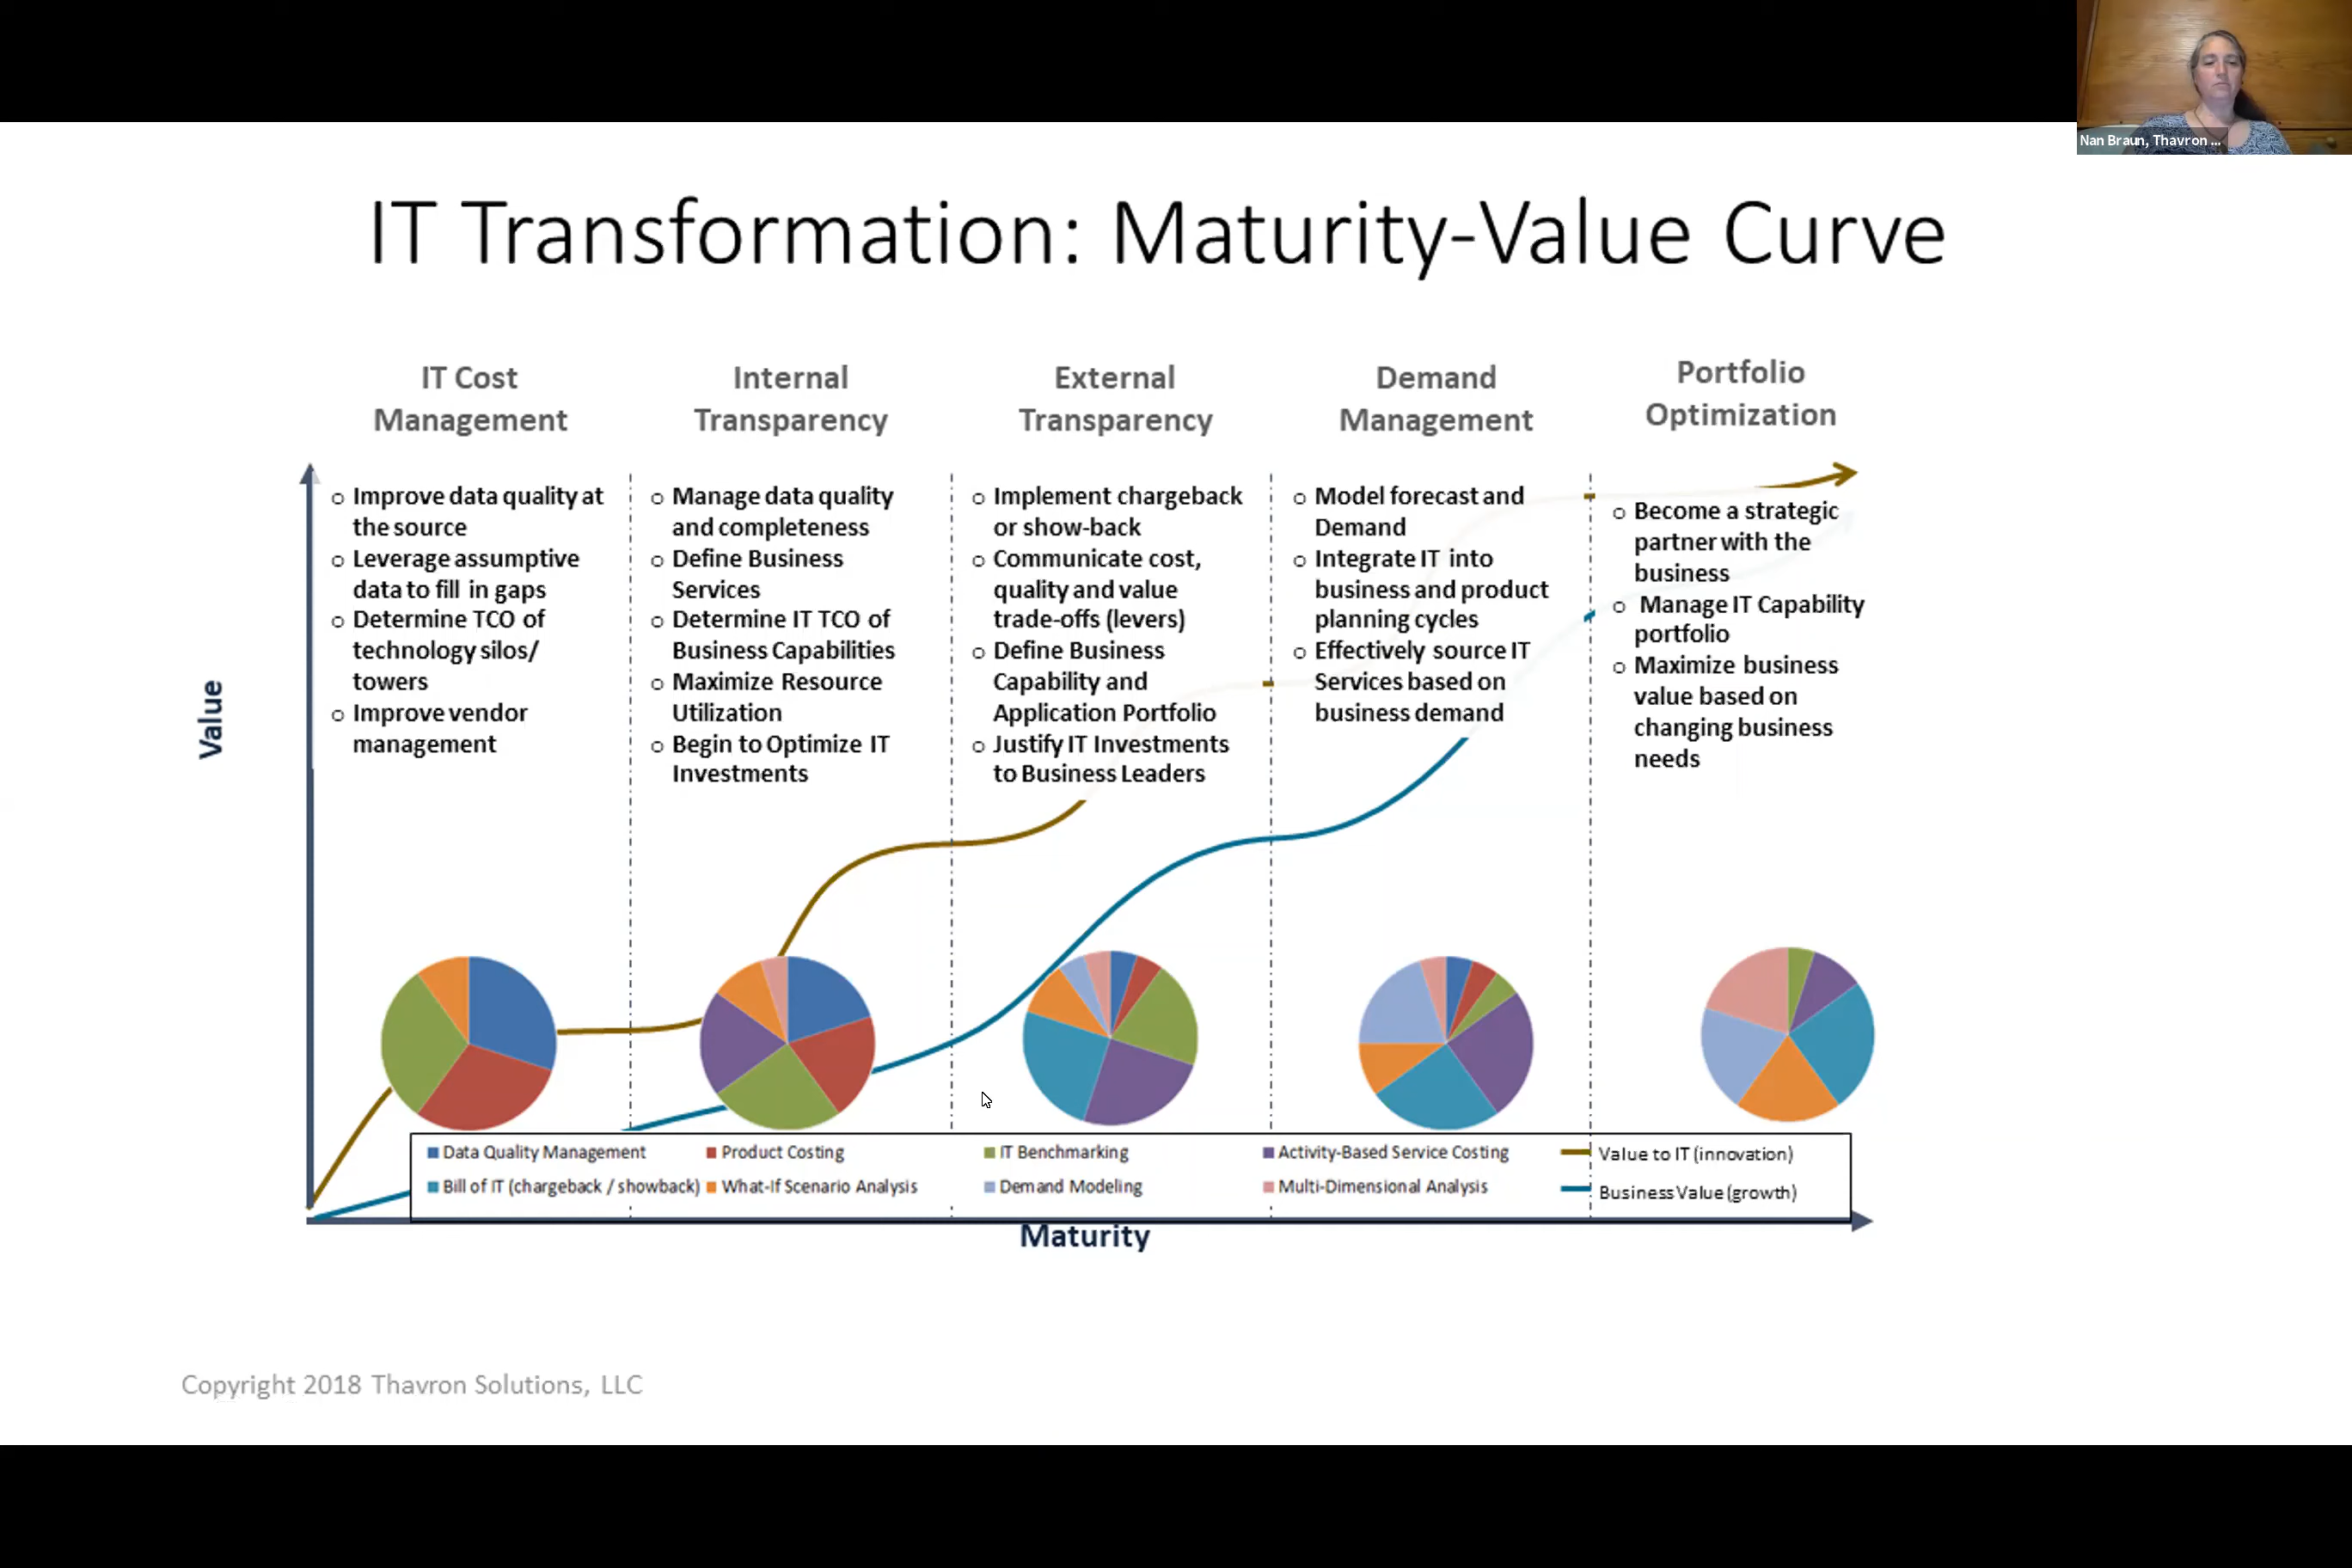 Nan Braun, Thavron ...
IT Transformation: Maturity-Value Curve
IT Cost
Management
Internal
Transparency
External
Transparency
Demand
Management
Portfolio
Optimization
Value
o Improve data quality at
the source
o Leverage assumptive
data to fill in gaps
o Determine TCO of
technology silos/
towers
o Improve vendor
management
o Manage data quality
and completeness
o Define Business
Services
o Determine IT TCO of
Business Capabilities
o Maximize Resource
Utilization
o Begin to Optimize IT
Investments
o Implement chargeback
or show-back
o Communicate cost,
quality and value
trade-offs (levers)
o Define Business
Capability and
Application Portfolio
o Justify IT Investments
to Business Leaders
o Model forecast and
Demand
o Integrate IT into
business and product
planning cycles
o Effectively source IT
Services based on
business demand
o Become a strategic
partner with the
business
o Manage IT Capability
portfolio
o Maximize business
value based on
changing business
needs
Data Quality Management
Product Costing
IT Benchmarking
Activity-Based Service Costing
Value to IT (innovation)
Bill of IT (chargeback / showback)
What-If Scenario Analysis
Demand Modeling
Multi-Dimensional Analysis
Business Value (growth)
Maturity
Copyright 2018 Thavron Solutions, LLC